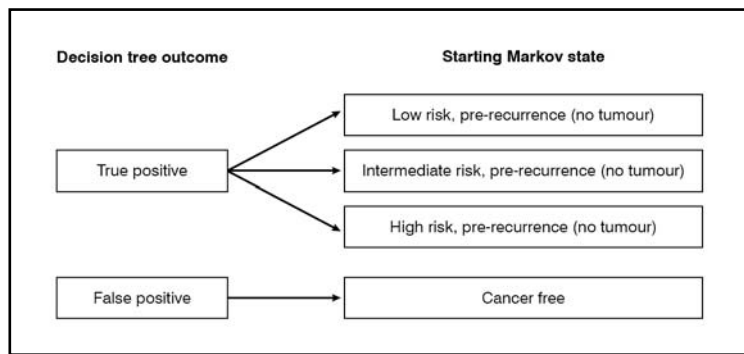 Decision tree outcome
Starting Markov state
Low risk, pre-recurrence (no tumour)
True positive
Intermediate risk, pre-recurrence (no tumour)
High risk, pre-recurrence (no tumour)
False positive
Cancer free